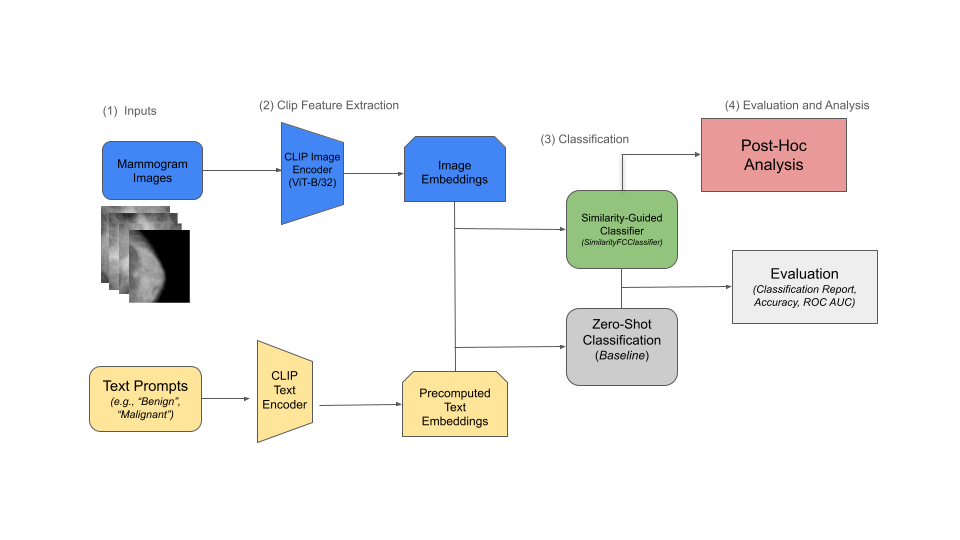 (1) Inputs
(2) Clip Feature Extraction
(3) Classification
(4) Evaluation and Analysis
Mammogram
Images
CLIP Image
Encoder
(ViT-B/32)
Image
Embeddings
Similarity-Guided
Classifier
(SimilarityFCClassifier)
Post-Hoc
Analysis
Evaluation
(Classification Report,
Accuracy, ROC AUC)
Zero-Shot
Classification
(Baseline)
Text Prompts
(e.g., “Benign”,
“Malignant”)
CLIP
Text
Encoder
Precomputed
Text
Embeddings